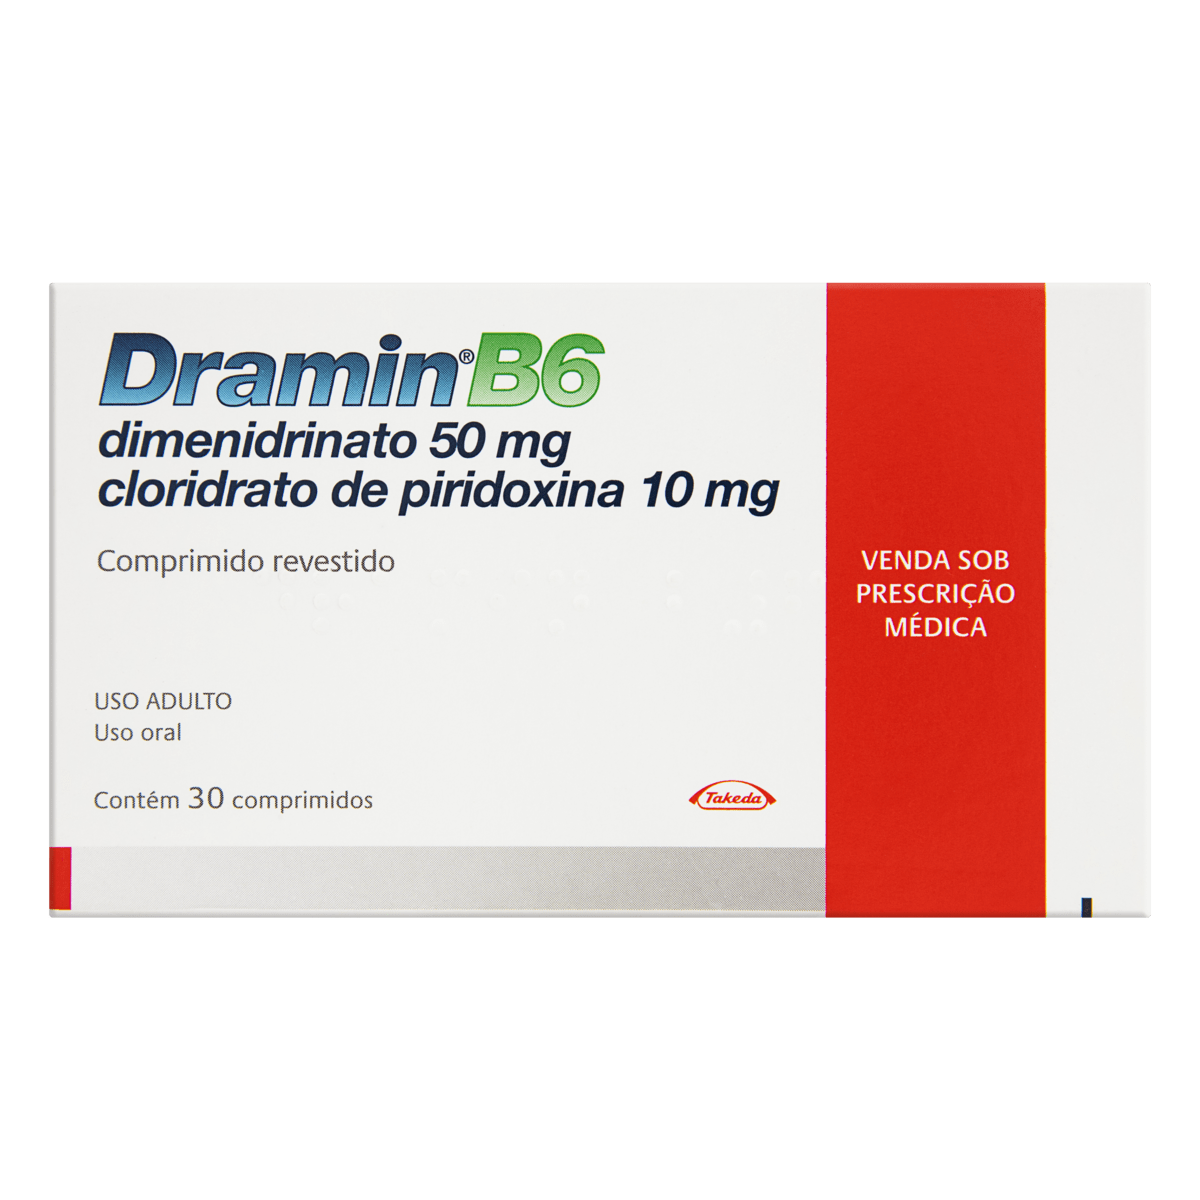 Dramin®B6
dimenidrinato 50 mg
cloridrato de piridoxina 10 mg
Comprimido revestido
USO ADULTO
Uso oral
Contém 30 comprimidos
Takeda
VENDA SOB
PRESCRIÇÃO
MÉDICA